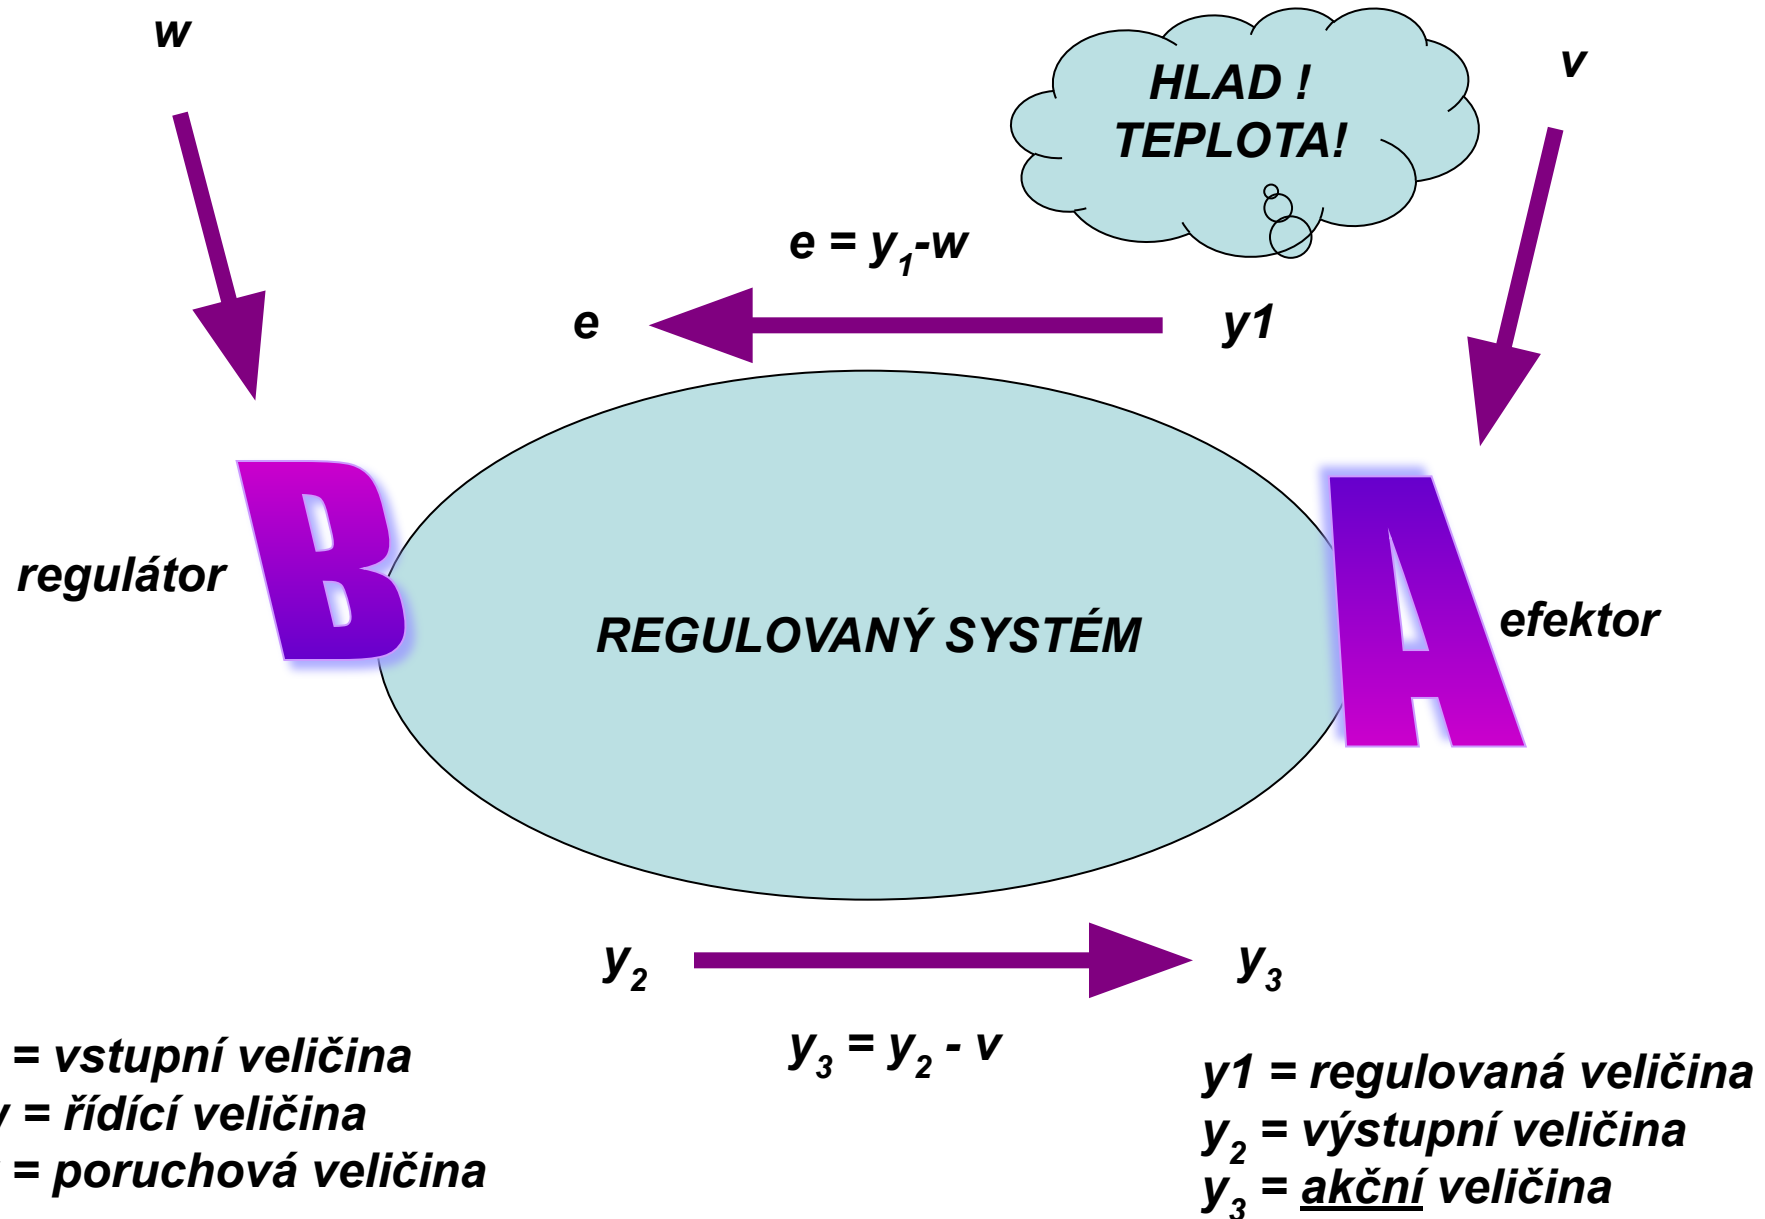 w
HLAD !
TEPLOTA!
v
e = y₁-w
e
y1
B
A
regulátor
efektor
REGULOVANÝ SYSTÉM
y₂
y₃
y₃ = y₂ - v
= vstupní veličina
= řídící veličina
= poruchová veličina
y1 = regulovaná veličina
y₂ = výstupní veličina
y₃ = akční veličina